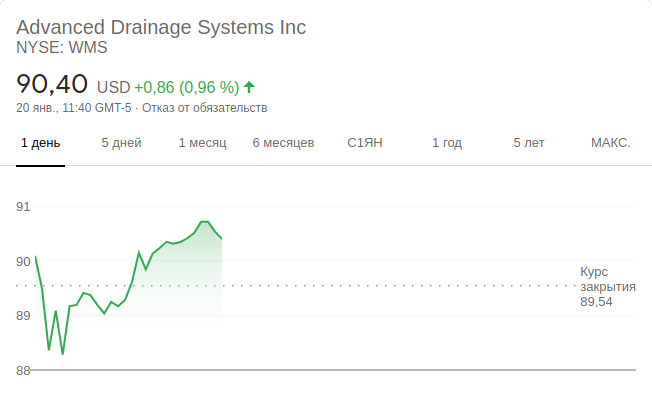 Advanced Drainage Systems Inc
NYSE: WMS
90,40 USD +0,86 (0,96 %)
20 янв., 11:40 GMT-5 · Отказ от обязательств
1 день 5 дней 1 месяц 6 месяцев С1ЯН 1 год 5 лет МАКС.
91
90
Курс
закрытия
89,54
89
88